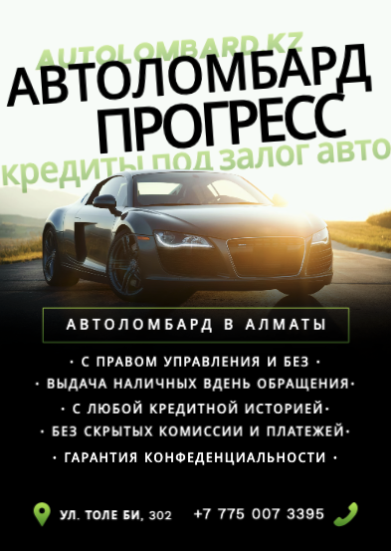 AUTOLOMBARD.KZ
АВТОЛОМБАРД
ПРОГРЕСС
кредиты под залог авто
АВТОЛОМБАРД В АЛМАТЫ
· С ПРАВОМ УПРАВЛЕНИЯ И БЕЗ ·
· ВЫДАЧА НАЛИЧНЫХ ВДЕНЬ ОБРАЩЕНИЯ·
· С ЛЮБОЙ КРЕДИТНОЙ ИСТОРИЕЙ·
· БЕЗ СКРЫТЫХ КОМИССИИ И ПЛАТЕЖЕЙ·
· ГАРАНТИЯ КОНФЕДЕНЦИАЛЬНОСТИ ·
УЛ. ТОЛЕ БИ, 302 +7 775 007 3395